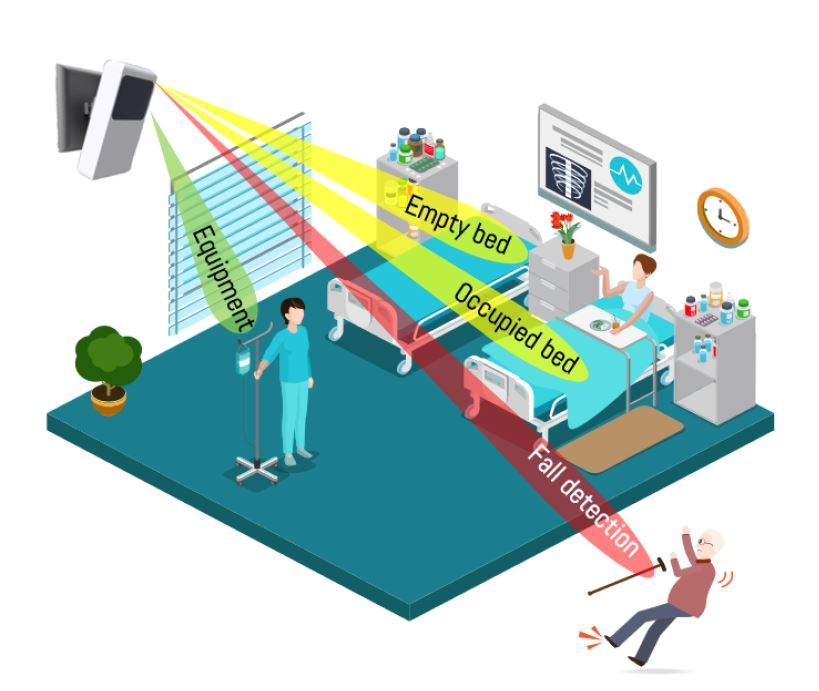 Empty bed
Equipment
Occupied bed
Fall detection